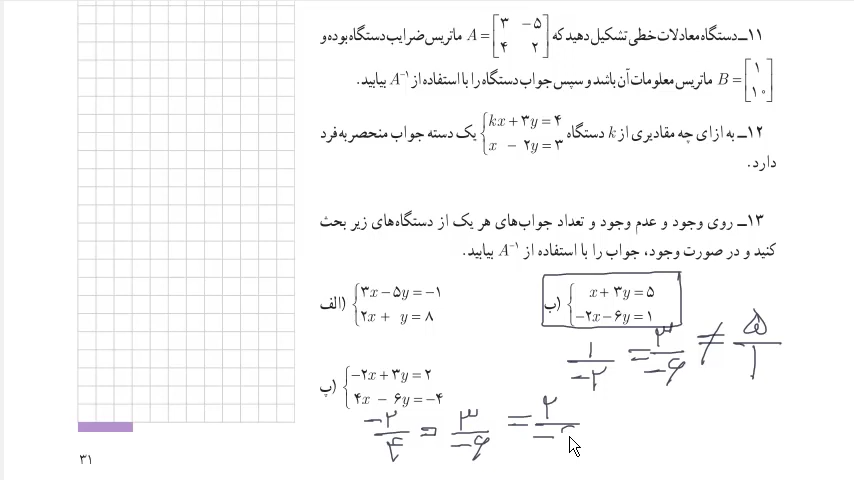 ۱۱ــ دستگاه معادلات خطی تشکیل دهید که A = [۳ −۵ ۴ ۲] ماتریس ضرایب دستگاه بوده و
B = [۱ ۱۰] ماتریس معلومات آن باشد و سپس جواب دستگاه را با استفاده از A⁻¹ بیابید.
۱۲ــ به ازای چه مقادیری از k دستگاه {kx + ۳y = ۴ x − ۲y = ۳ یک دسته جواب منحصر به فرد
دارد.
۱۳ــ روی وجود و عدم وجود و تعداد جواب‌های هر یک از دستگاه‌های زیر بحث
کنید و در صورت وجود، جواب را با استفاده از A⁻¹ بیابید.
الف) {۳x − ۵y = −۱
۲x + y = ۸
ب) {x + ۳y = ۵
−۲x − ۶y = ۱
۱/−۲ = ۳/−۶ ≠ ۵/۱
پ) {−۲x + ۳y = ۲
۴x − ۶y = −۴
−۲/۴ = ۳/−۶ = ۲/−
۳۱